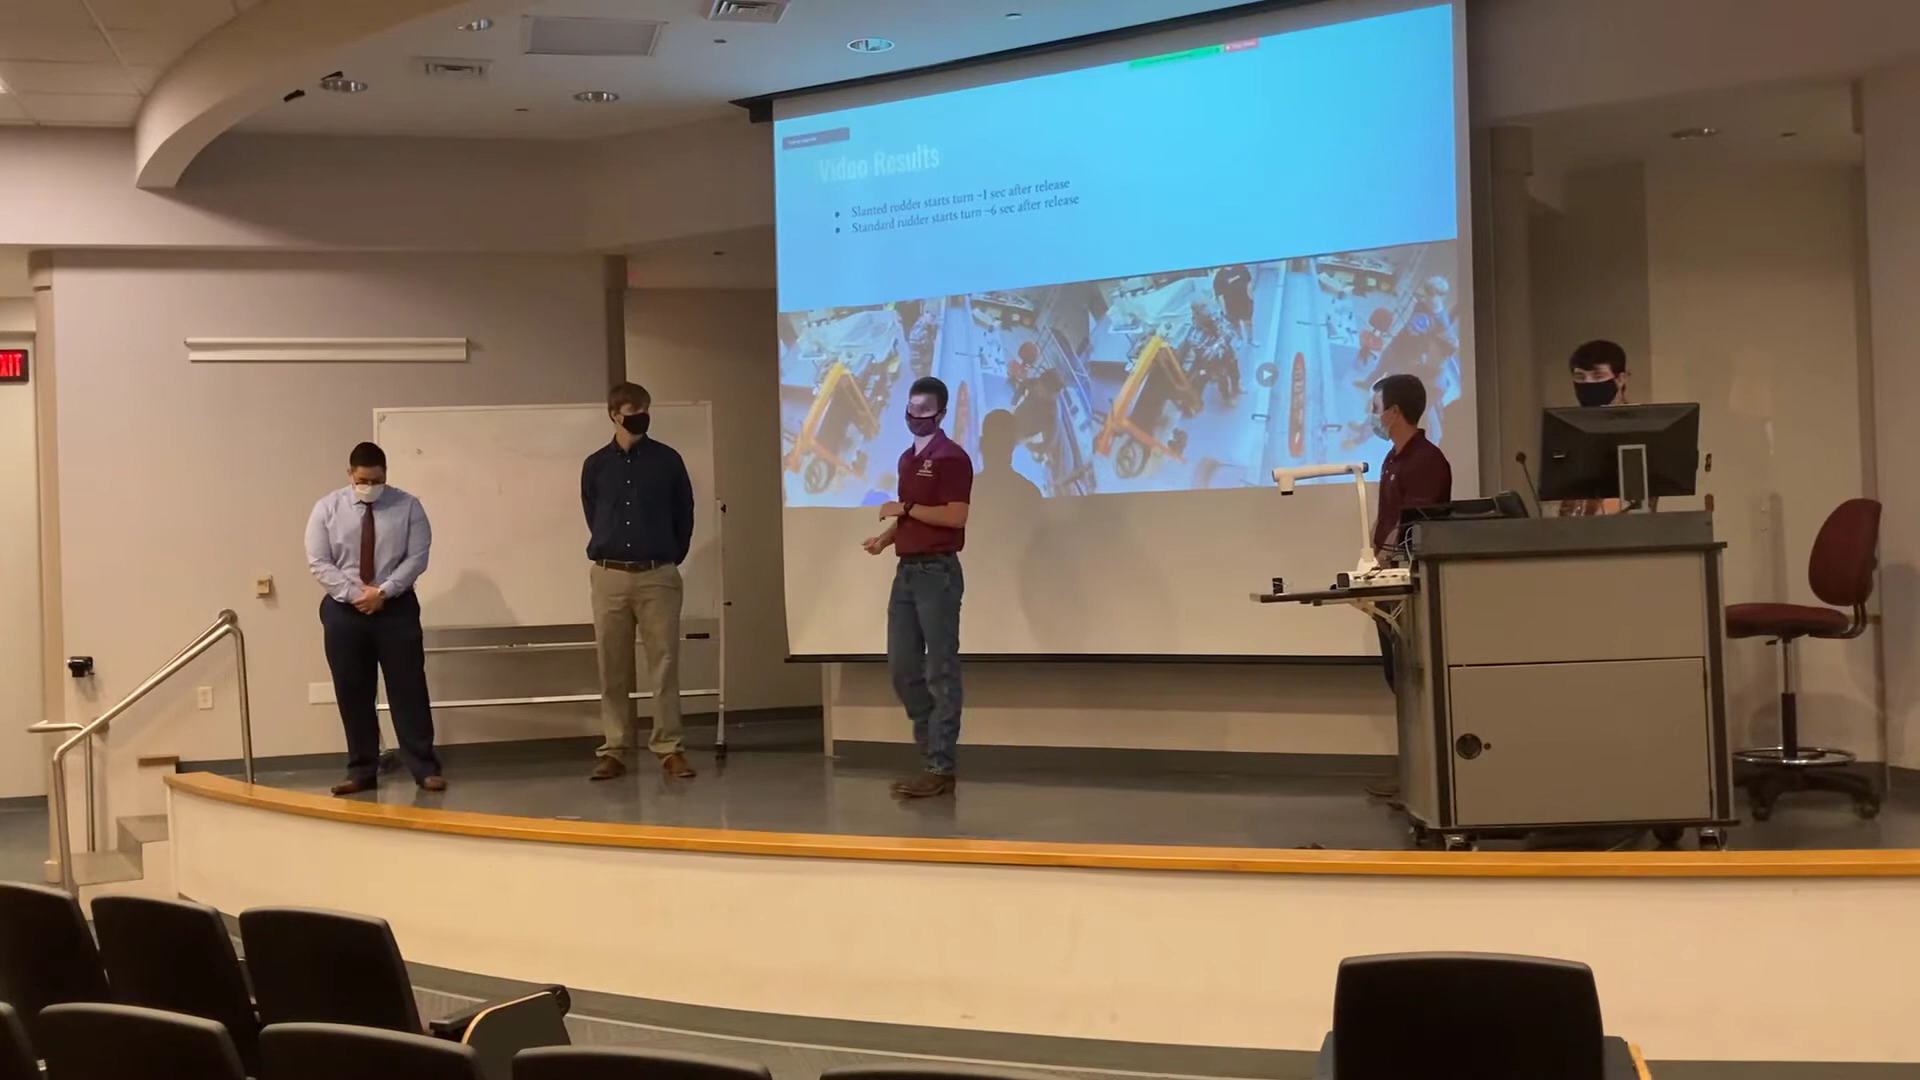 Video Results
• Slanted rudder starts turn ~1 sec after release
• Standard rudder starts turn ~6 sec after release
EXIT